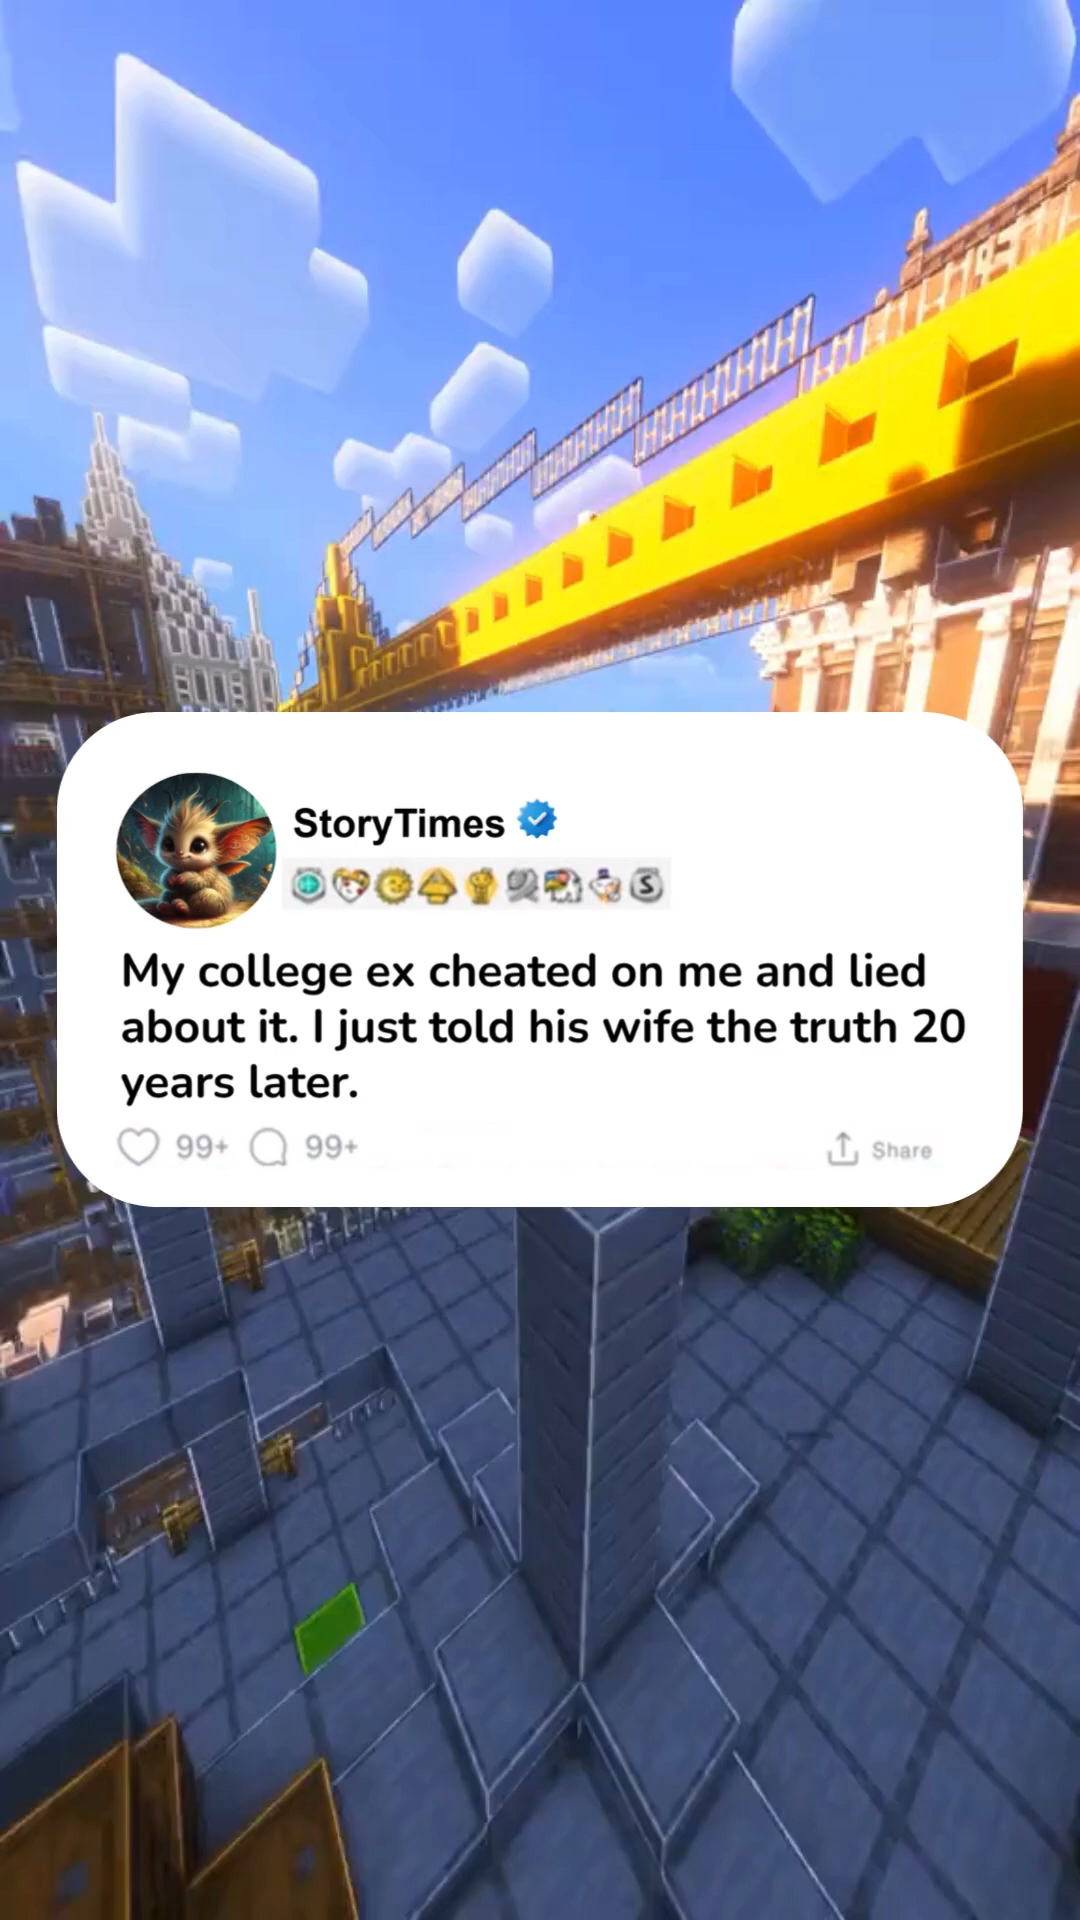 StoryTimes
S
My college ex cheated on me and lied
about it. I just told his wife the truth 20
years later.
99+ 99+ Share